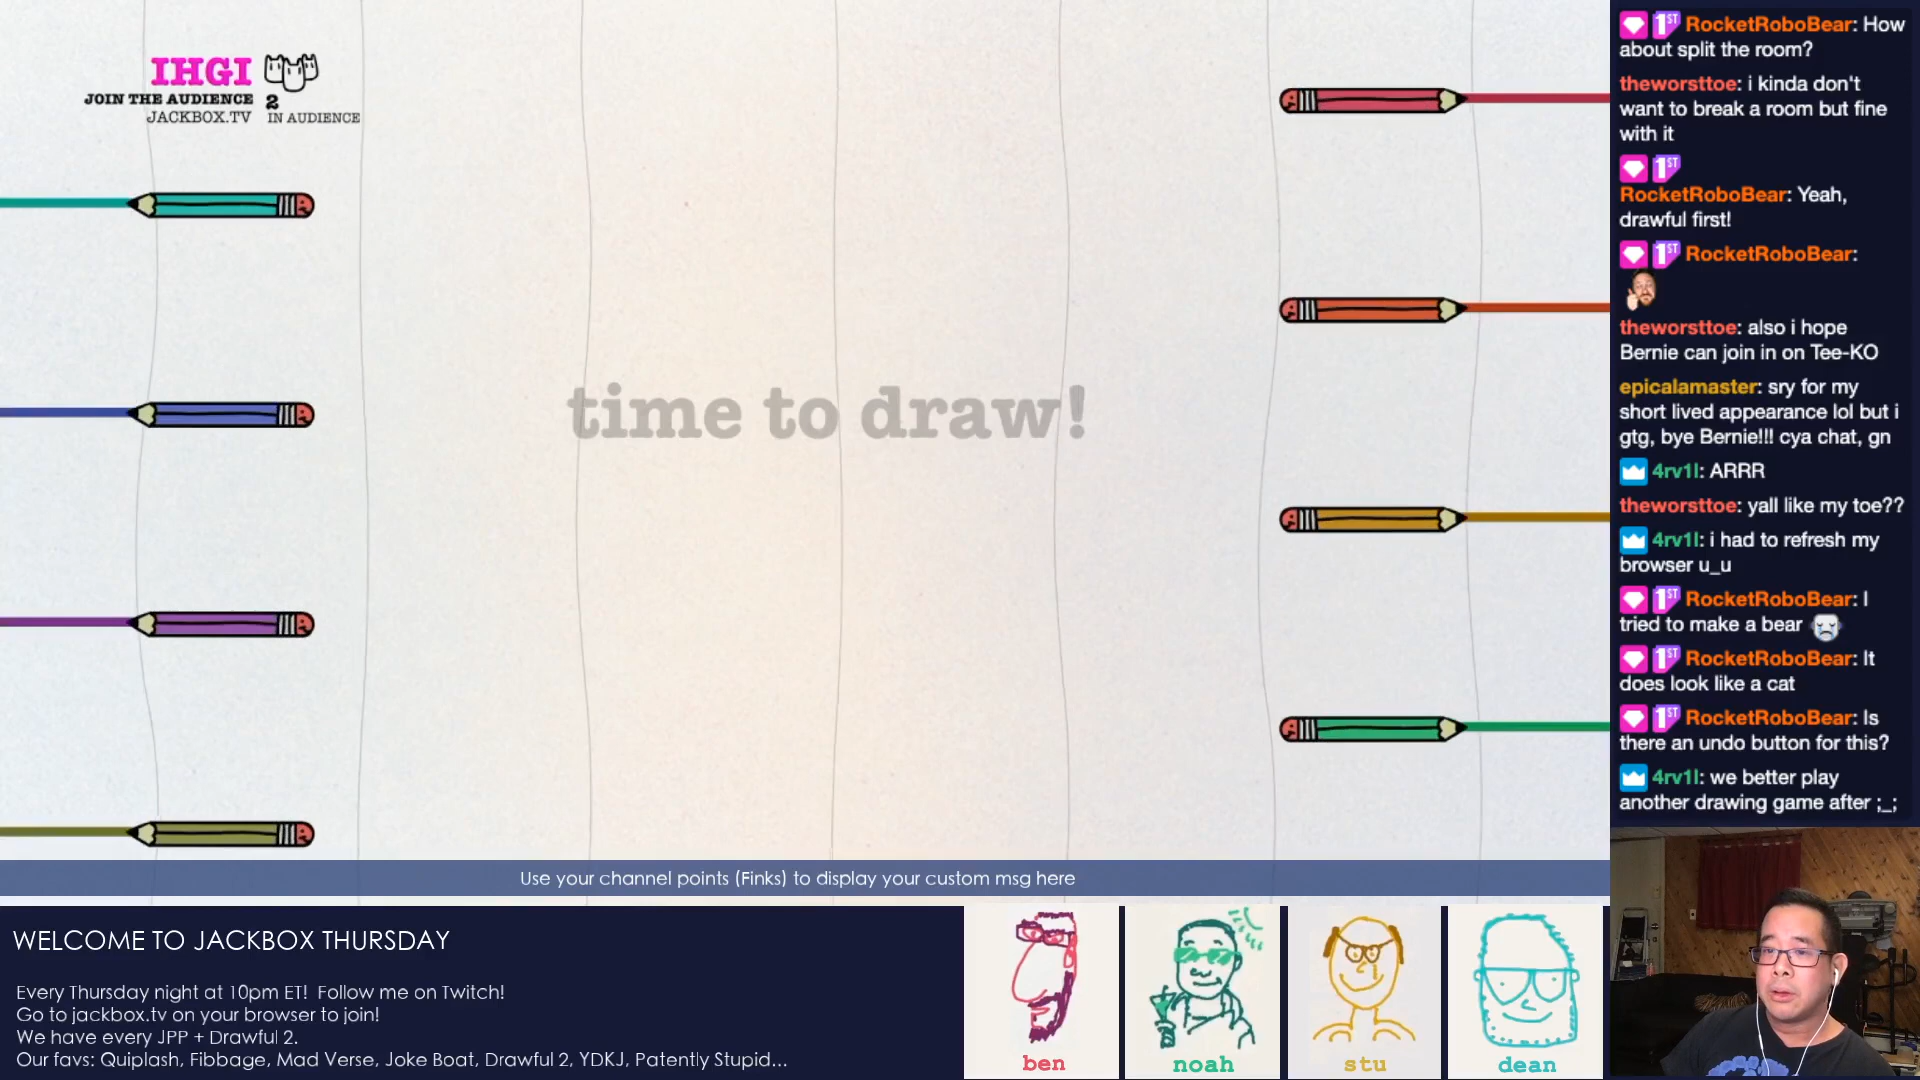 IHGI
JOIN THE AUDIENCE
JACKBOX.TV
2
IN AUDIENCE
time to draw!
Use your channel points (Finks) to display your custom msg here
WELCOME TO JACKBOX THURSDAY
Every Thursday night at 10pm ET! Follow me on Twitch!
Go to jackbox.tv on your browser to join!
We have every JPP + Drawful 2.
Our favs: Quiplash, Fibbage, Mad Verse, Joke Boat, Drawful 2, YDKJ, Patently Stupid...
ben
noah
stu
dean
1ST RocketRoboBear: How
about split the room?
theworsttoe: i kinda don't
want to break a room but fine
with it
1ST
RocketRoboBear: Yeah,
drawful first!
1ST RocketRoboBear:
theworsttoe: also i hope
Bernie can join in on Tee-KO
epicalamaster: sry for my
short lived appearance lol but i
gtg, bye Bernie!!! cya chat, gn
4rv1l: ARRR
theworsttoe: yall like my toe??
4rv1l: i had to refresh my
browser u_u
1ST RocketRoboBear: I
tried to make a bear
1ST RocketRoboBear: It
does look like a cat
1ST RocketRoboBear: Is
there an undo button for this?
4rv1l: we better play
another drawing game after ;_;